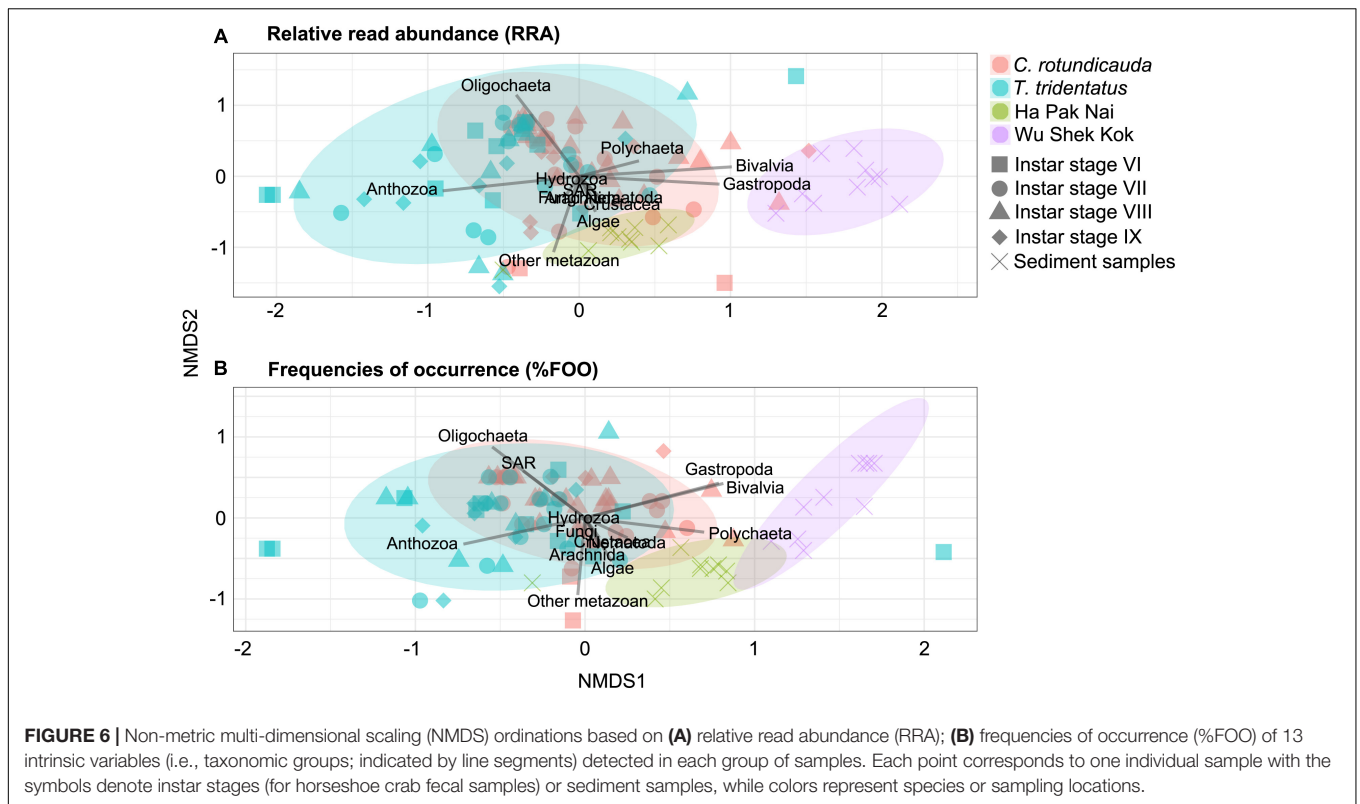 A Relative read abundance (RRA)
C. rotundicauda
T. tridentatus
Ha Pak Nai
Wu Shek Kok
Instar stage VI
Instar stage VII
Instar stage VIII
Instar stage IX
Sediment samples
1
0
-1
Oligochaeta
Polychaeta
Bivalvia
Hydrozoa
Gastropoda
Anthozoa
SAR
Nematoda
Crustacea
Algae
Other metazoan
-2 -1 0 1 2
NMDS2
B Frequencies of occurrence (%FOO)
1
0
-1
Oligochaeta
SAR
Gastropoda
Bivalvia
Hydrozoa
Fungi
Polychaeta
Anthozoa
Crustacea
Nematoda
Arachnida
Algae
Other metazoan
-2 -1 0 1 2
NMDS1
FIGURE 6 | Non-metric multi-dimensional scaling (NMDS) ordinations based on (A) relative read abundance (RRA); (B) frequencies of occurrence (%FOO) of 13
intrinsic variables (i.e., taxonomic groups; indicated by line segments) detected in each group of samples. Each point corresponds to one individual sample with the
symbols denote instar stages (for horseshoe crab fecal samples) or sediment samples, while colors represent species or sampling locations.